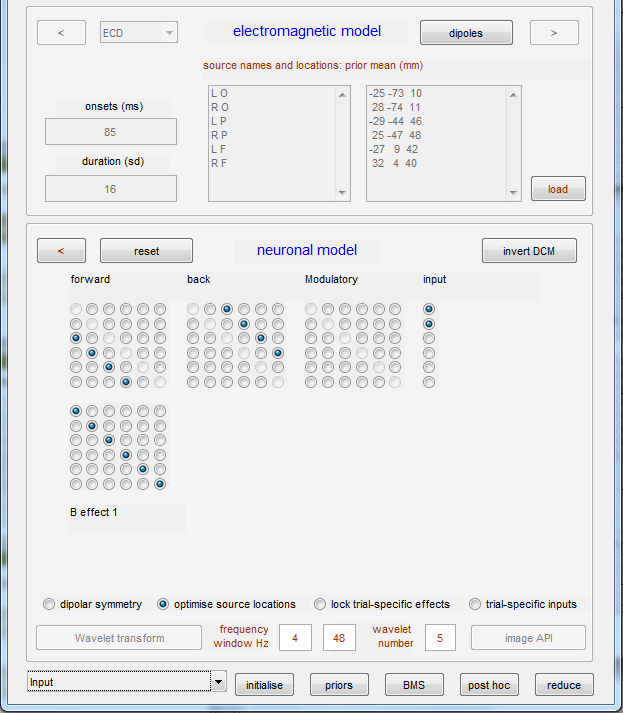 < ECD electromagnetic model dipoles >
source names and locations: prior mean (mm)
onsets (ms)
85
duration (sd)
16
L O
R O
L P
R P
L F
R F
-25 -73 10
28 -74 11
-29 -44 46
25 -47 48
-27 9 42
32 4 40
load
< reset neuronal model invert DCM
forward back Modulatory input
B effect 1
dipolar symmetry optimise source locations lock trial-specific effects trial-specific inputs
Wavelet transform
frequency
window Hz
4 48
wavelet
number
5
image API
Input initialise priors BMS post hoc reduce